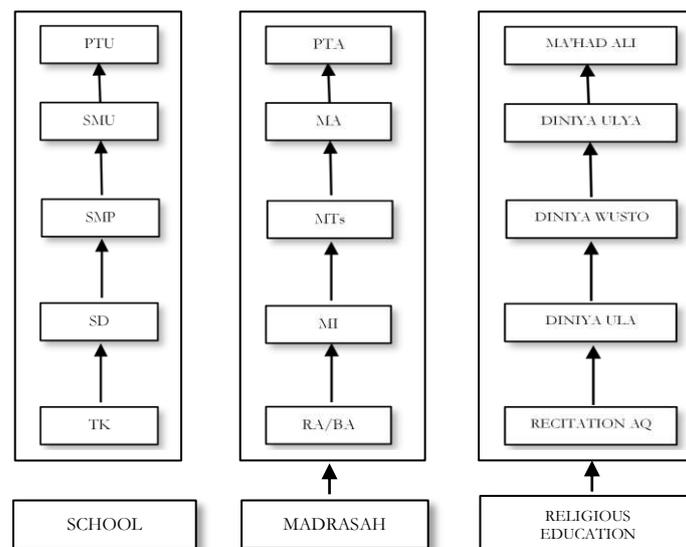 PTU
SMU
SMP
SD
TK
SCHOOL
PTA
MA
MTs
MI
RA/BA
MADRASAH
MA'HAD ALI
DINIYA ULYA
DINIYA WUSTO
DINIYA ULA
RECITATION AQ
RELIGIOUS
EDUCATION